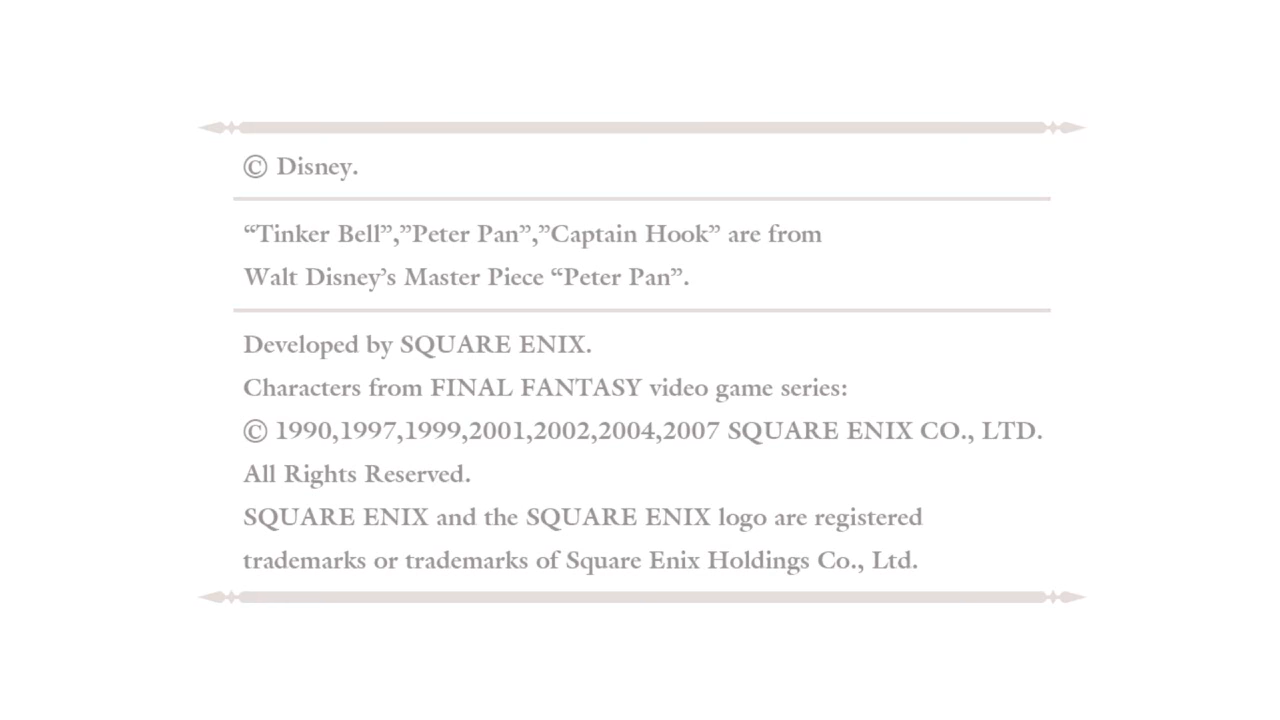 © Disney.
“Tinker Bell”,”Peter Pan”,”Captain Hook” are from
Walt Disney’s Master Piece “Peter Pan”.
Developed by SQUARE ENIX.
Characters from FINAL FANTASY video game series:
© 1990,1997,1999,2001,2002,2004,2007 SQUARE ENIX CO., LTD.
All Rights Reserved.
SQUARE ENIX and the SQUARE ENIX logo are registered
trademarks or trademarks of Square Enix Holdings Co., Ltd.